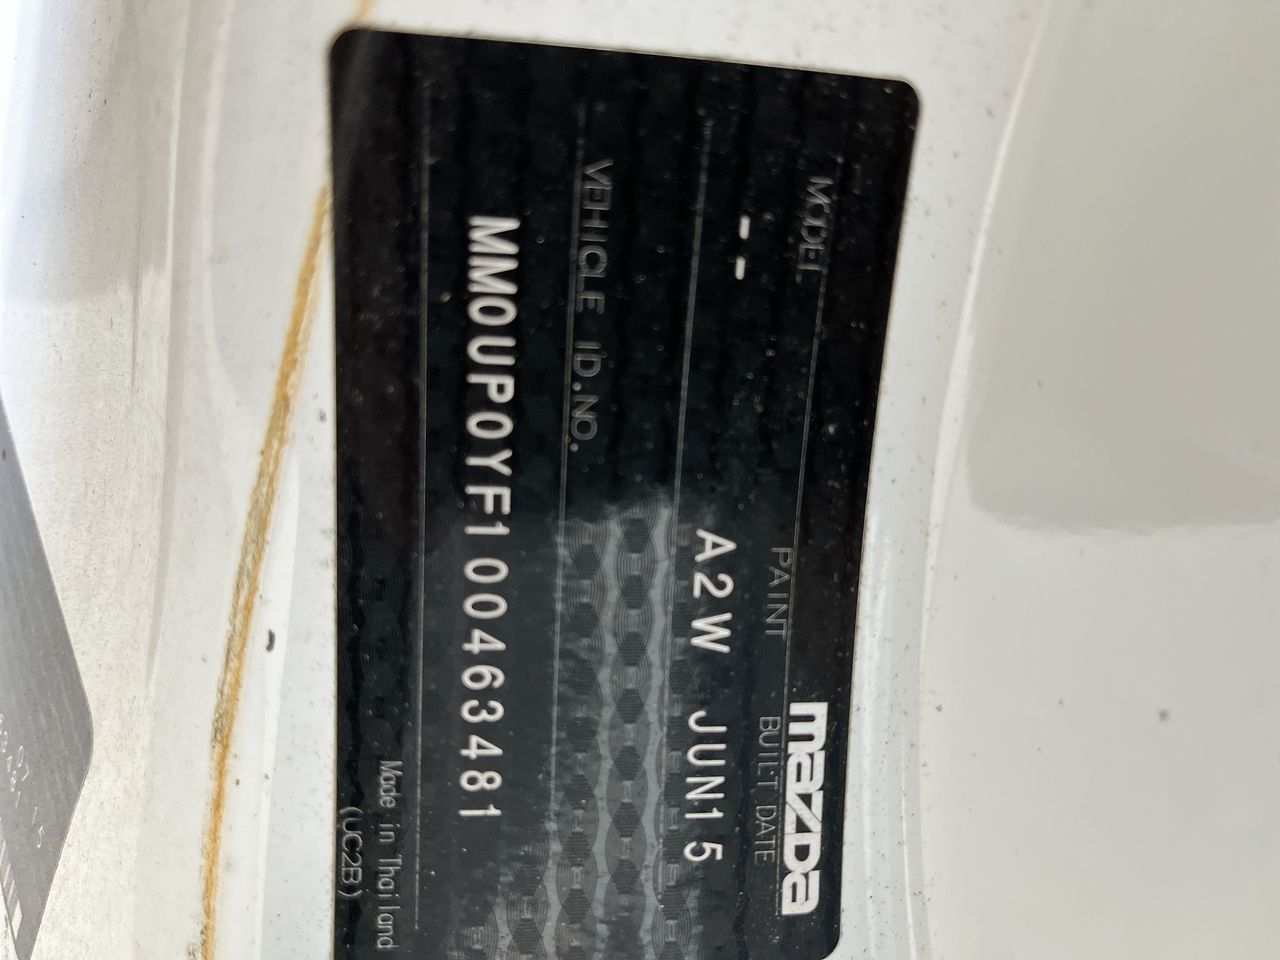 mazda
MODEL PAINT BUILT DATE
-- A2W JUN15
VEHICLE ID.NO.
MM0UP0YF100463481
Made in Thailand
(UC2B)